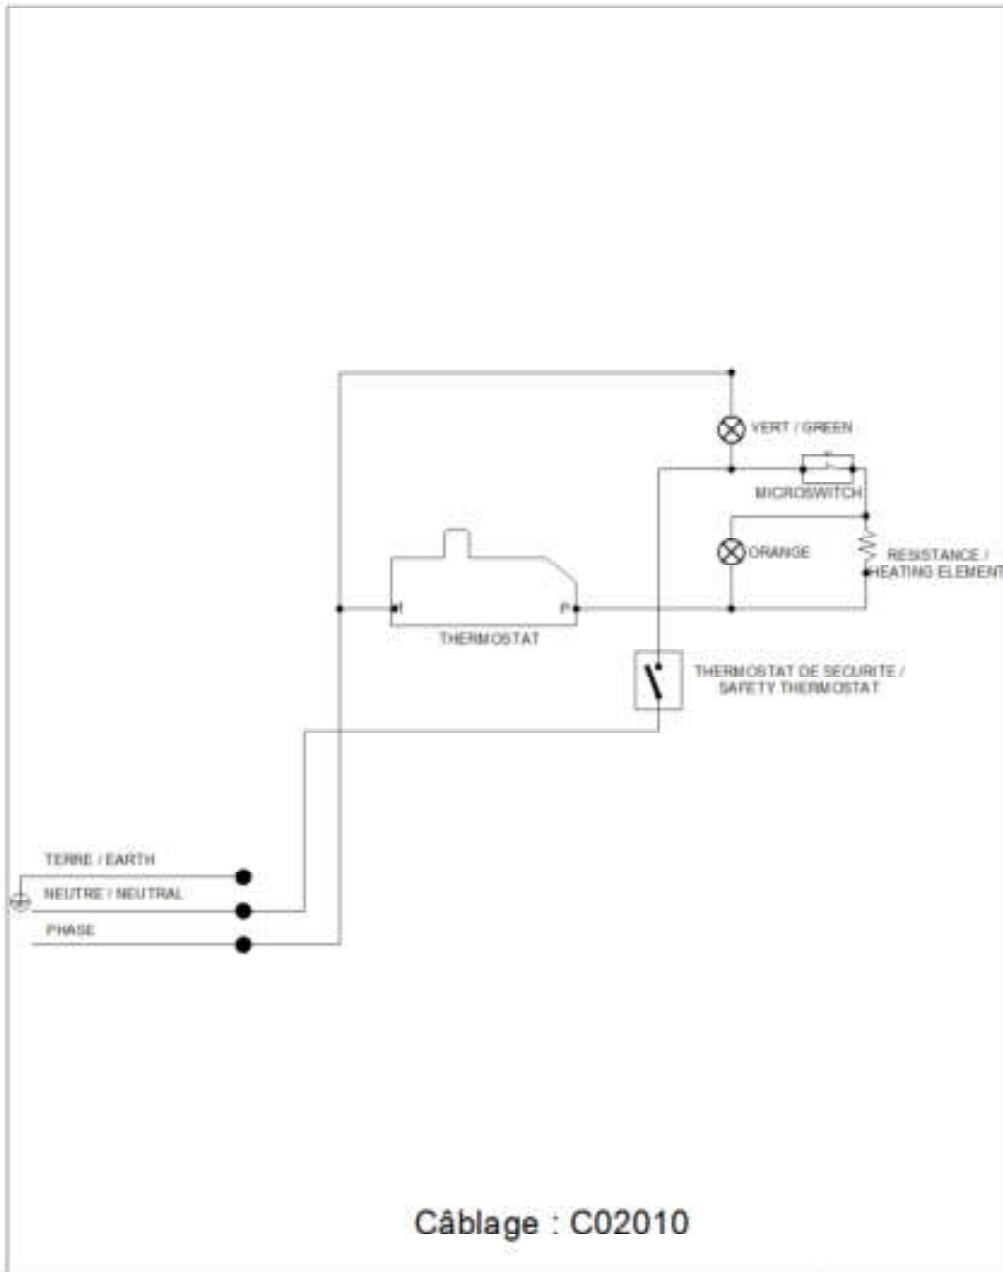 VERT / GREEN
MICROSWITCH
ORANGE
RESISTANCE /
HEATING ELEMENT
P
THERMOSTAT
THERMOSTAT DE SECURITE /
SAFETY THERMOSTAT
TERRE / EARTH
NEUTRE / NEUTRAL
PHASE
Câblage : C02010